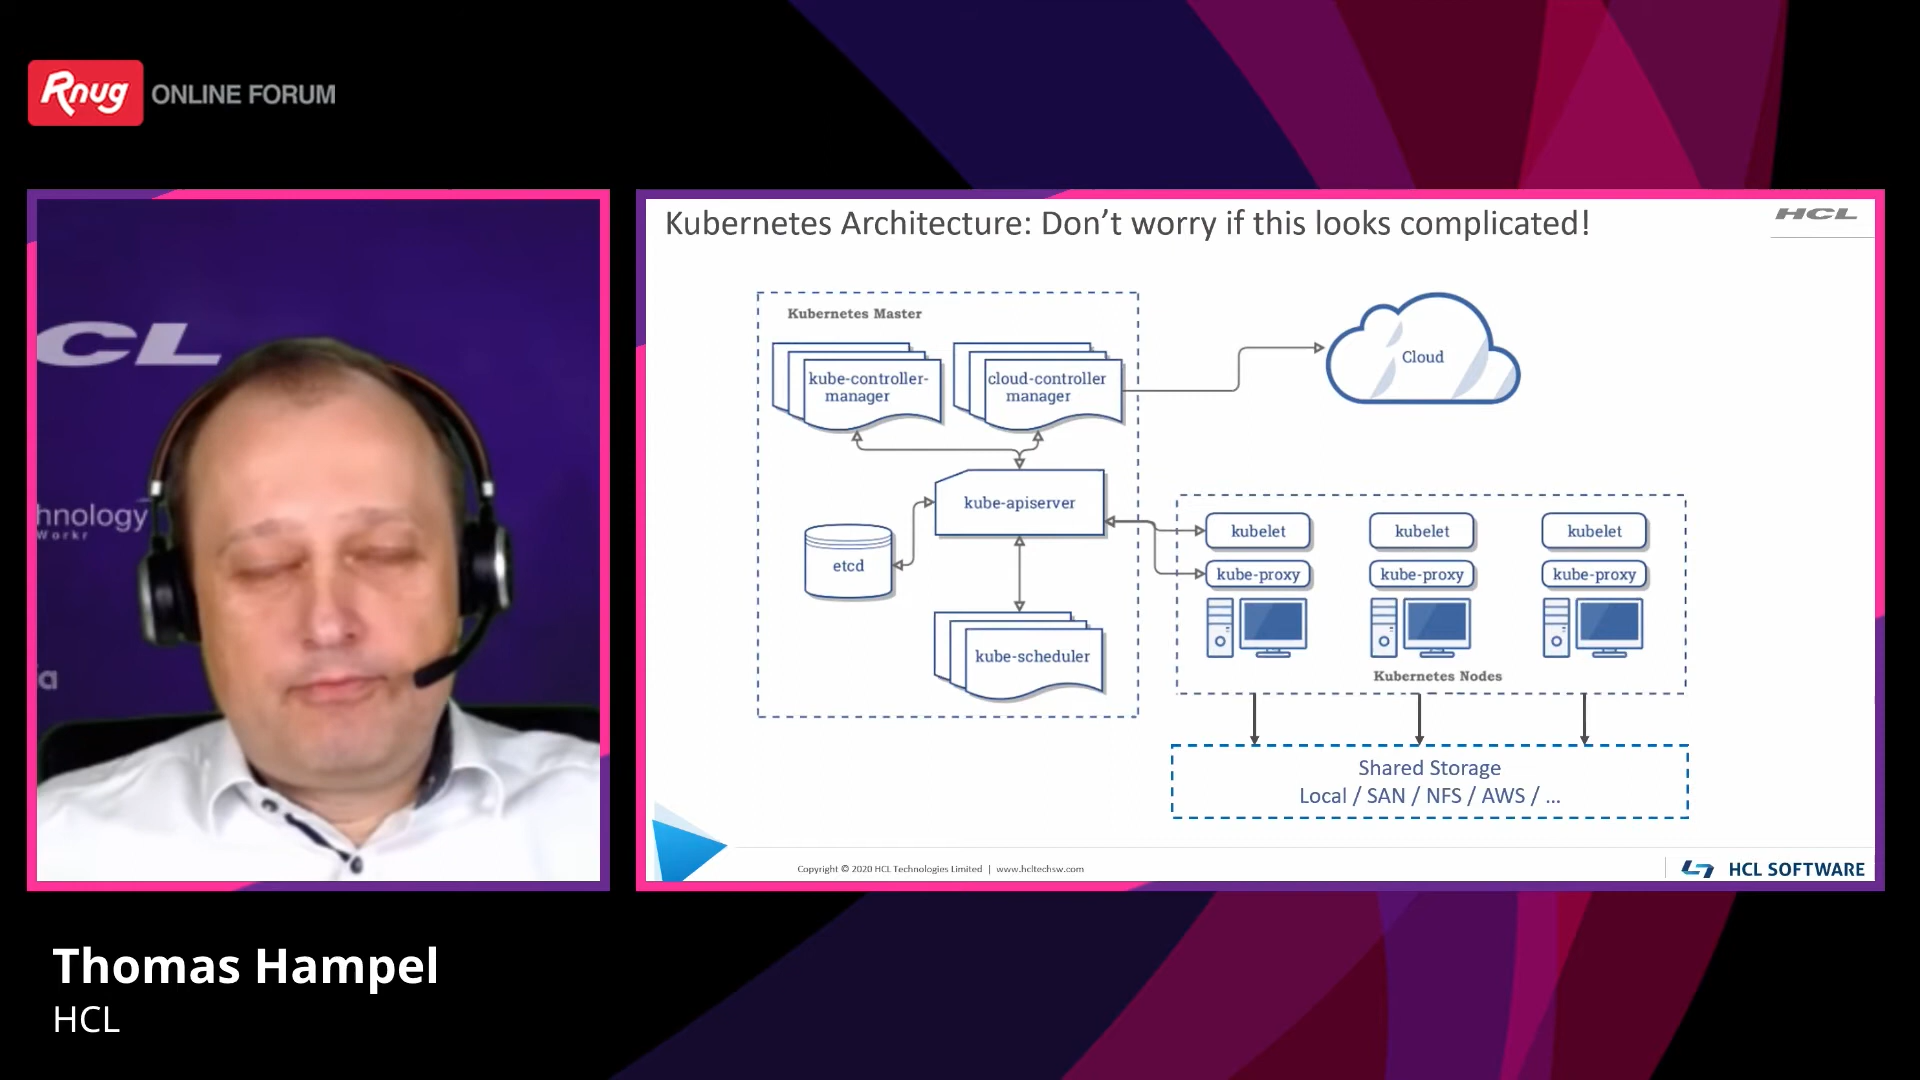 Rnug ONLINE FORUM
CL
hnology
Workr
a
Thomas Hampel
HCL
Kubernetes Architecture: Don't worry if this looks complicated!
HCL
Kubernetes Master
kube-controller-
manager
cloud-controller
manager
Cloud
kube-apiserver
etcd
kube-scheduler
kubelet
kubelet
kubelet
kube-proxy
kube-proxy
kube-proxy
Kubernetes Nodes
Shared Storage
Local / SAN / NFS / AWS / ...
Copyright © 2020 HCL Technologies Limited | www.hcltechsw.com
HCL SOFTWARE